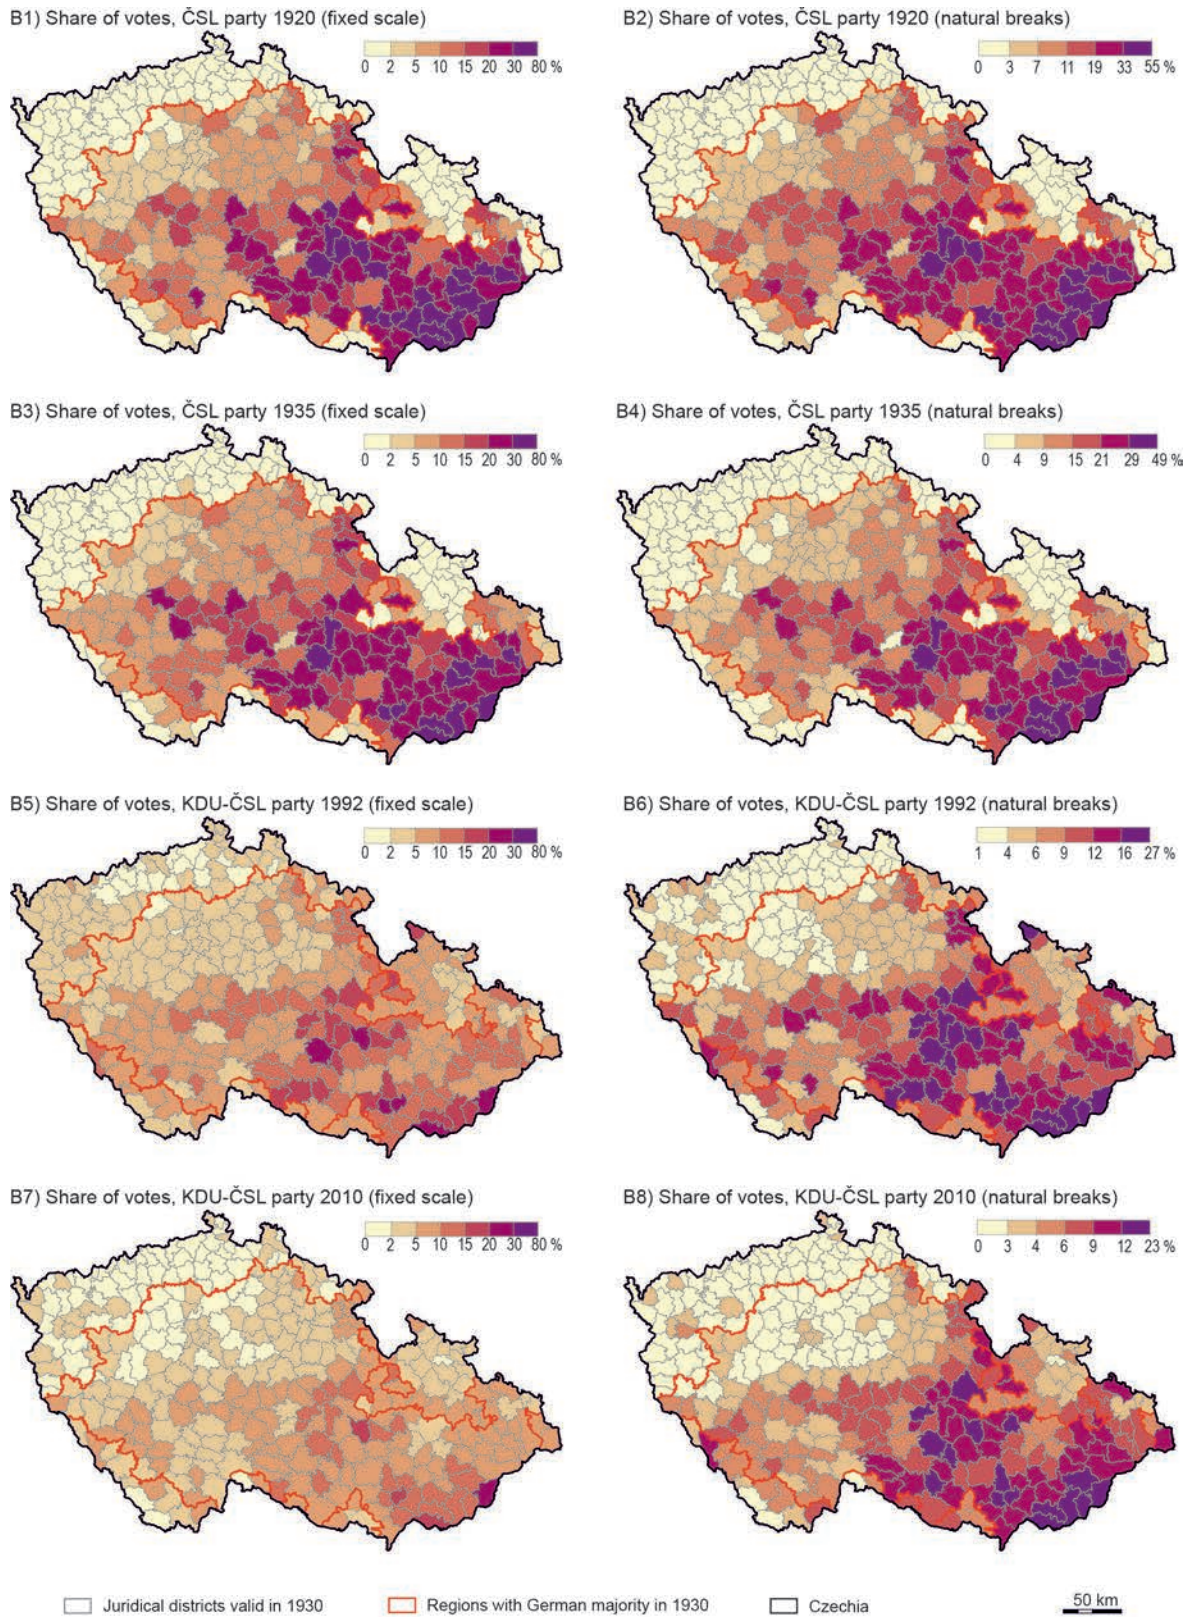 B1) Share of votes, ČSL party 1920 (fixed scale)
0 2 5 10 15 20 30 80 %
B2) Share of votes, ČSL party 1920 (natural breaks)
0 3 7 11 19 33 55 %
B3) Share of votes, ČSL party 1935 (fixed scale)
0 2 5 10 15 20 30 80 %
B4) Share of votes, ČSL party 1935 (natural breaks)
0 4 9 15 21 29 49 %
B5) Share of votes, KDU-ČSL party 1992 (fixed scale)
0 2 5 10 15 20 30 80 %
B6) Share of votes, KDU-ČSL party 1992 (natural breaks)
1 4 6 9 12 16 27 %
B7) Share of votes, KDU-ČSL party 2010 (fixed scale)
0 2 5 10 15 20 30 80 %
B8) Share of votes, KDU-ČSL party 2010 (natural breaks)
0 3 4 6 9 12 23 %
Juridical districts valid in 1930
Regions with German majority in 1930
Czechia
50 km